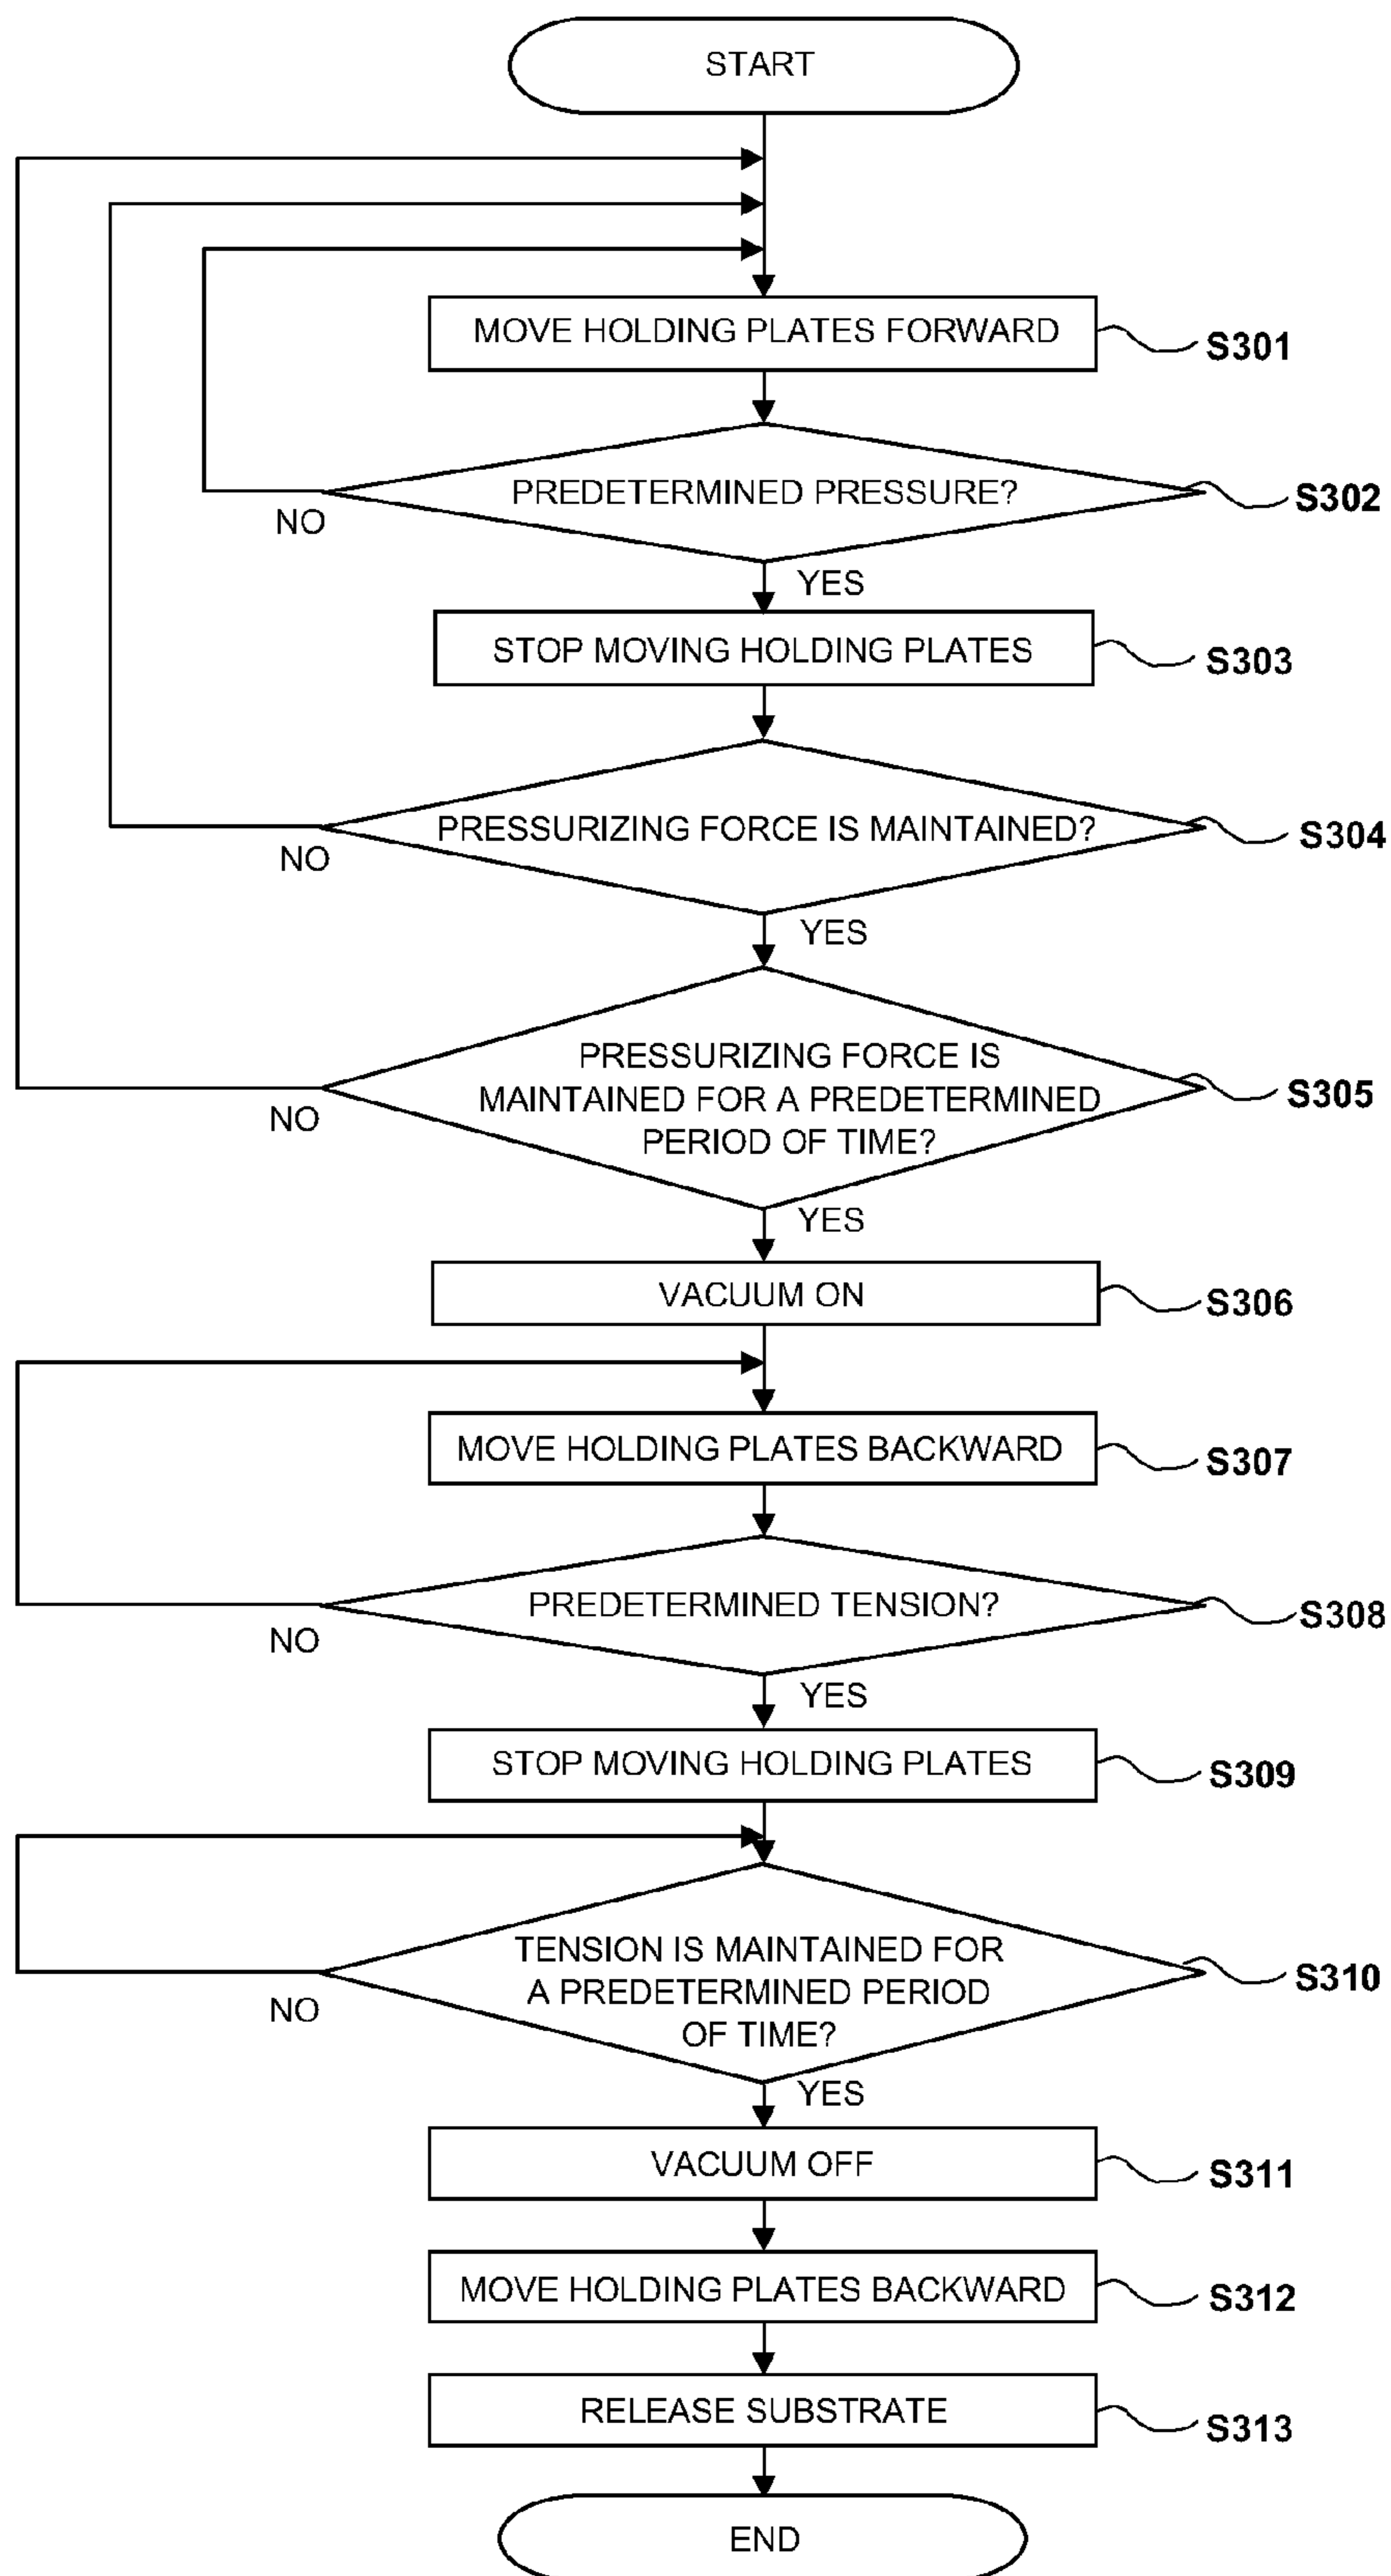 START
MOVE HOLDING PLATES FORWARD
S301
PREDETERMINED PRESSURE?
S302
NO
YES
STOP MOVING HOLDING PLATES
S303
PRESSURIZING FORCE IS MAINTAINED?
S304
NO
YES
PRESSURIZING FORCE IS
MAINTAINED FOR A PREDETERMINED
PERIOD OF TIME?
S305
NO
YES
VACUUM ON
S306
MOVE HOLDING PLATES BACKWARD
S307
PREDETERMINED TENSION?
S308
NO
YES
STOP MOVING HOLDING PLATES
S309
TENSION IS MAINTAINED FOR
A PREDETERMINED PERIOD
OF TIME?
S310
NO
YES
VACUUM OFF
S311
MOVE HOLDING PLATES BACKWARD
S312
RELEASE SUBSTRATE
S313
END